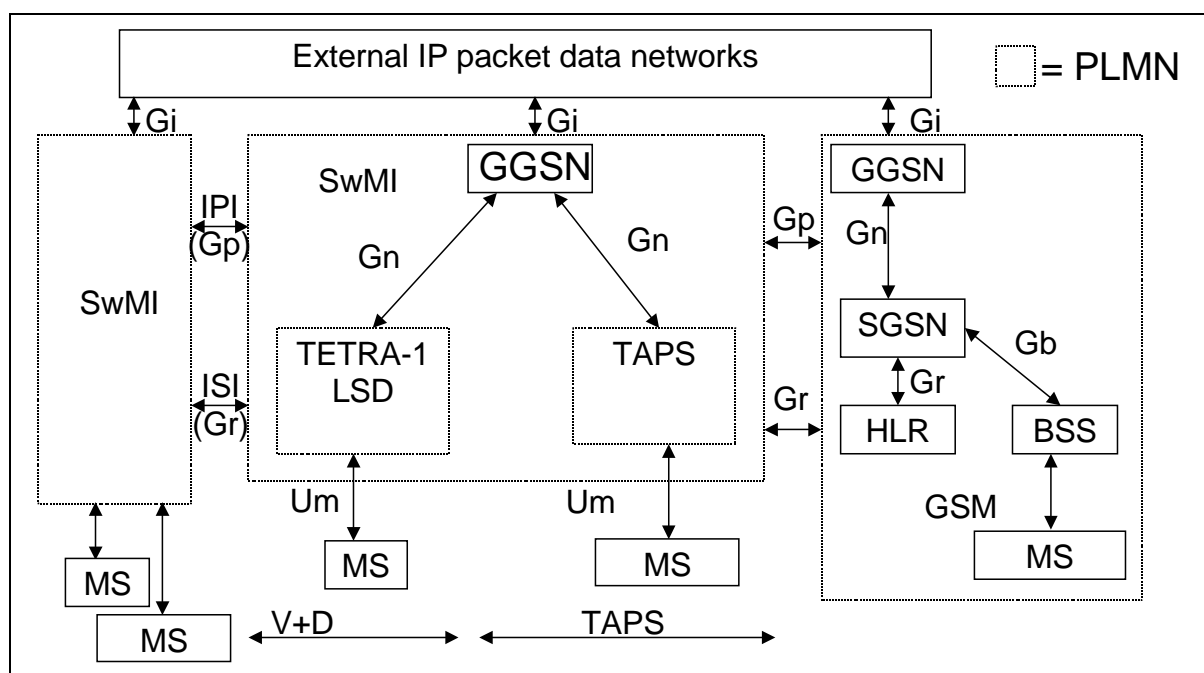 External IP packet data networks
= PLMN
Gi
Gi
Gi
SwMI
IPI
(Gp)
ISI
(Gr)
SwMI
GGSN
Gn
Gn
TETRA-1
LSD
TAPS
Gp
Gr
GGSN
Gn
SGSN
Gb
Gr
HLR
BSS
GSM
MS
Um
Um
MS
MS
MS
MS
V+D
TAPS